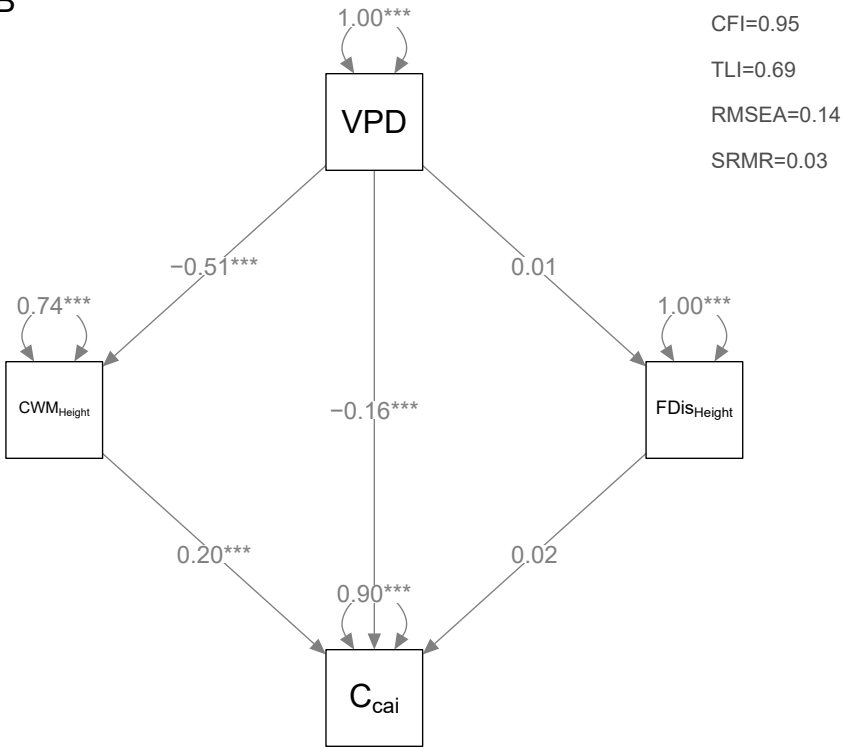 B
1.00***
CFI=0.95
TLI=0.69
RMSEA=0.14
SRMR=0.03
VPD
−0.51***
0.01
0.74***
1.00***
CWMHeight
−0.16***
FDisHeight
0.20***
0.02
0.90***
Ccai